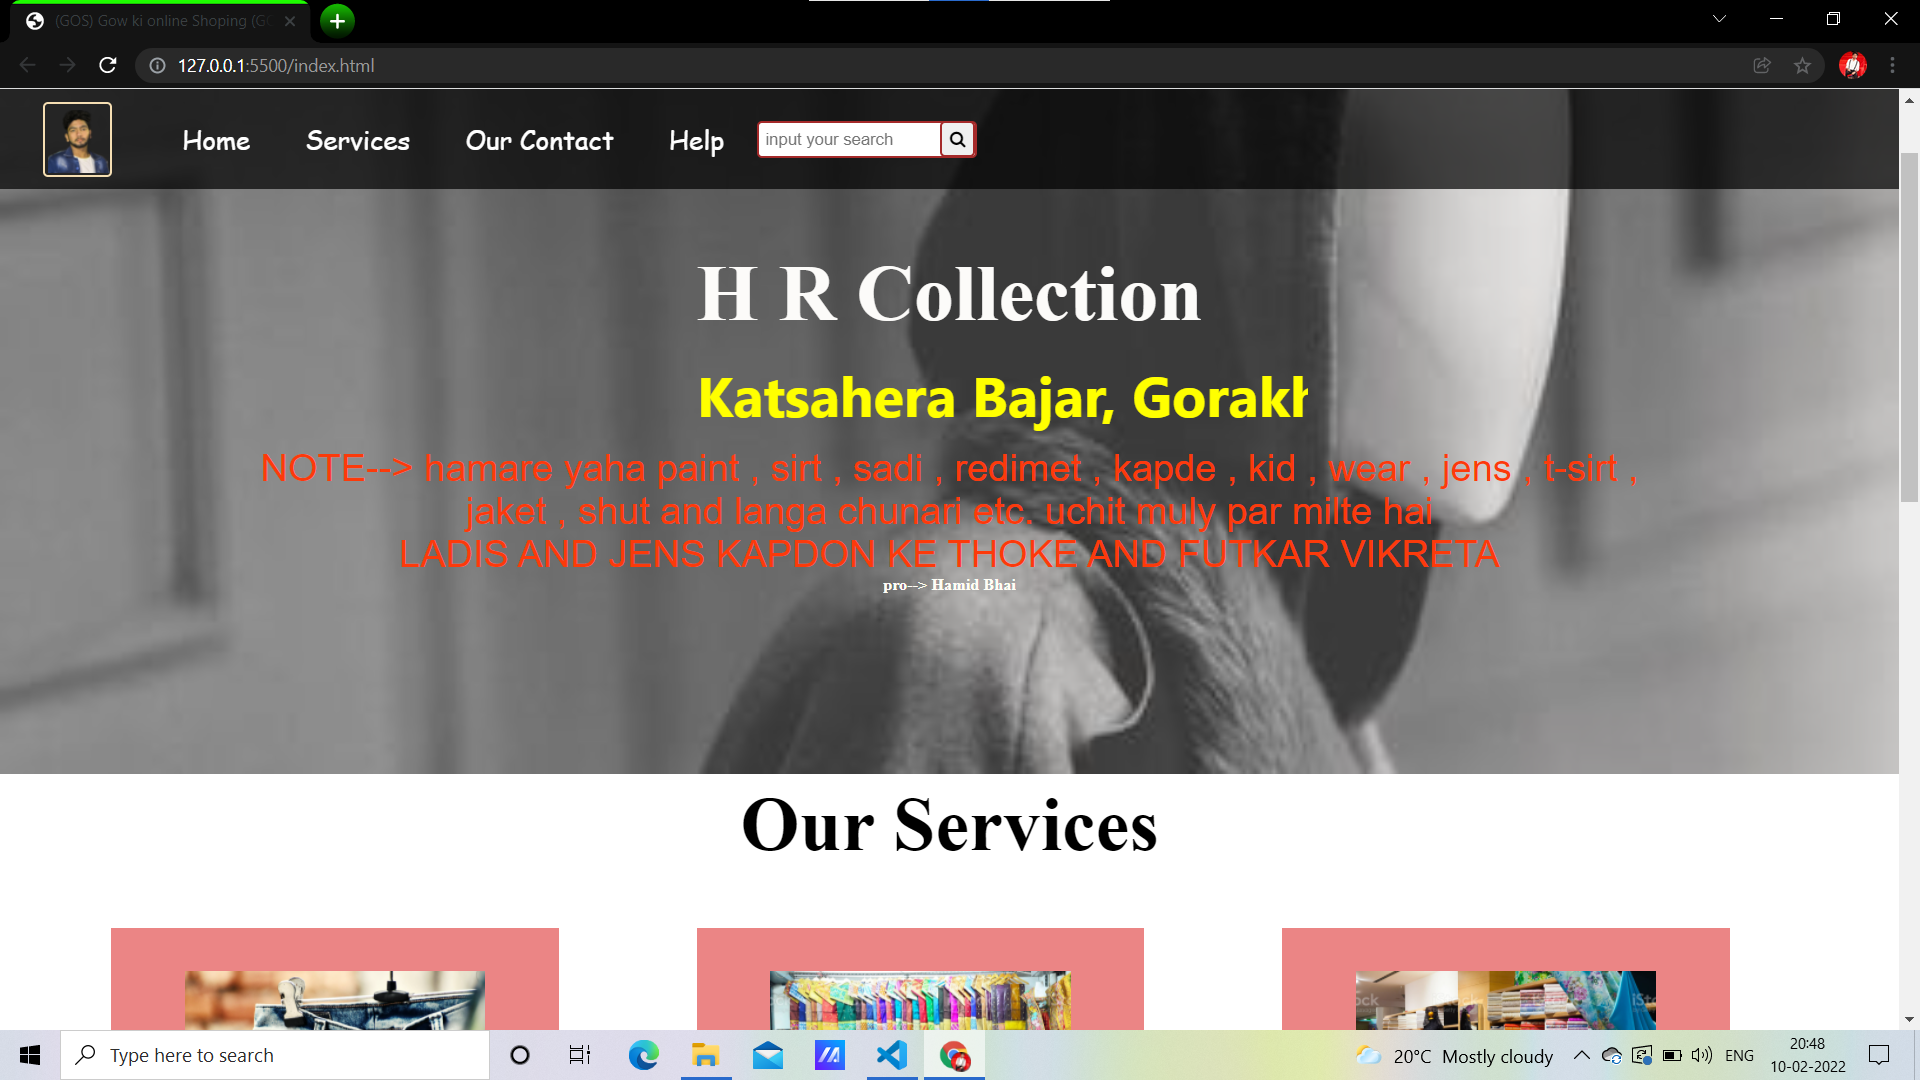 (GOS) Gow ki online Shoping (G
127.0.0.1:5500/index.html
Home Services Our Contact Help input your search
H R Collection
Katsahera Bajar, Gorakh
NOTE--> hamare yaha paint , sirt , sadi , redimet , kapde , kid , wear , jens , t-sirt ,
jaket , shut and langa chunari etc. uchit muly par milte hai
LADIS AND JENS KAPDON KE THOKE AND FUTKAR VIKRETA
pro--> Hamid Bhai
Our Services
Type here to search
20°C Mostly cloudy
ENG
20:48
10-02-2022